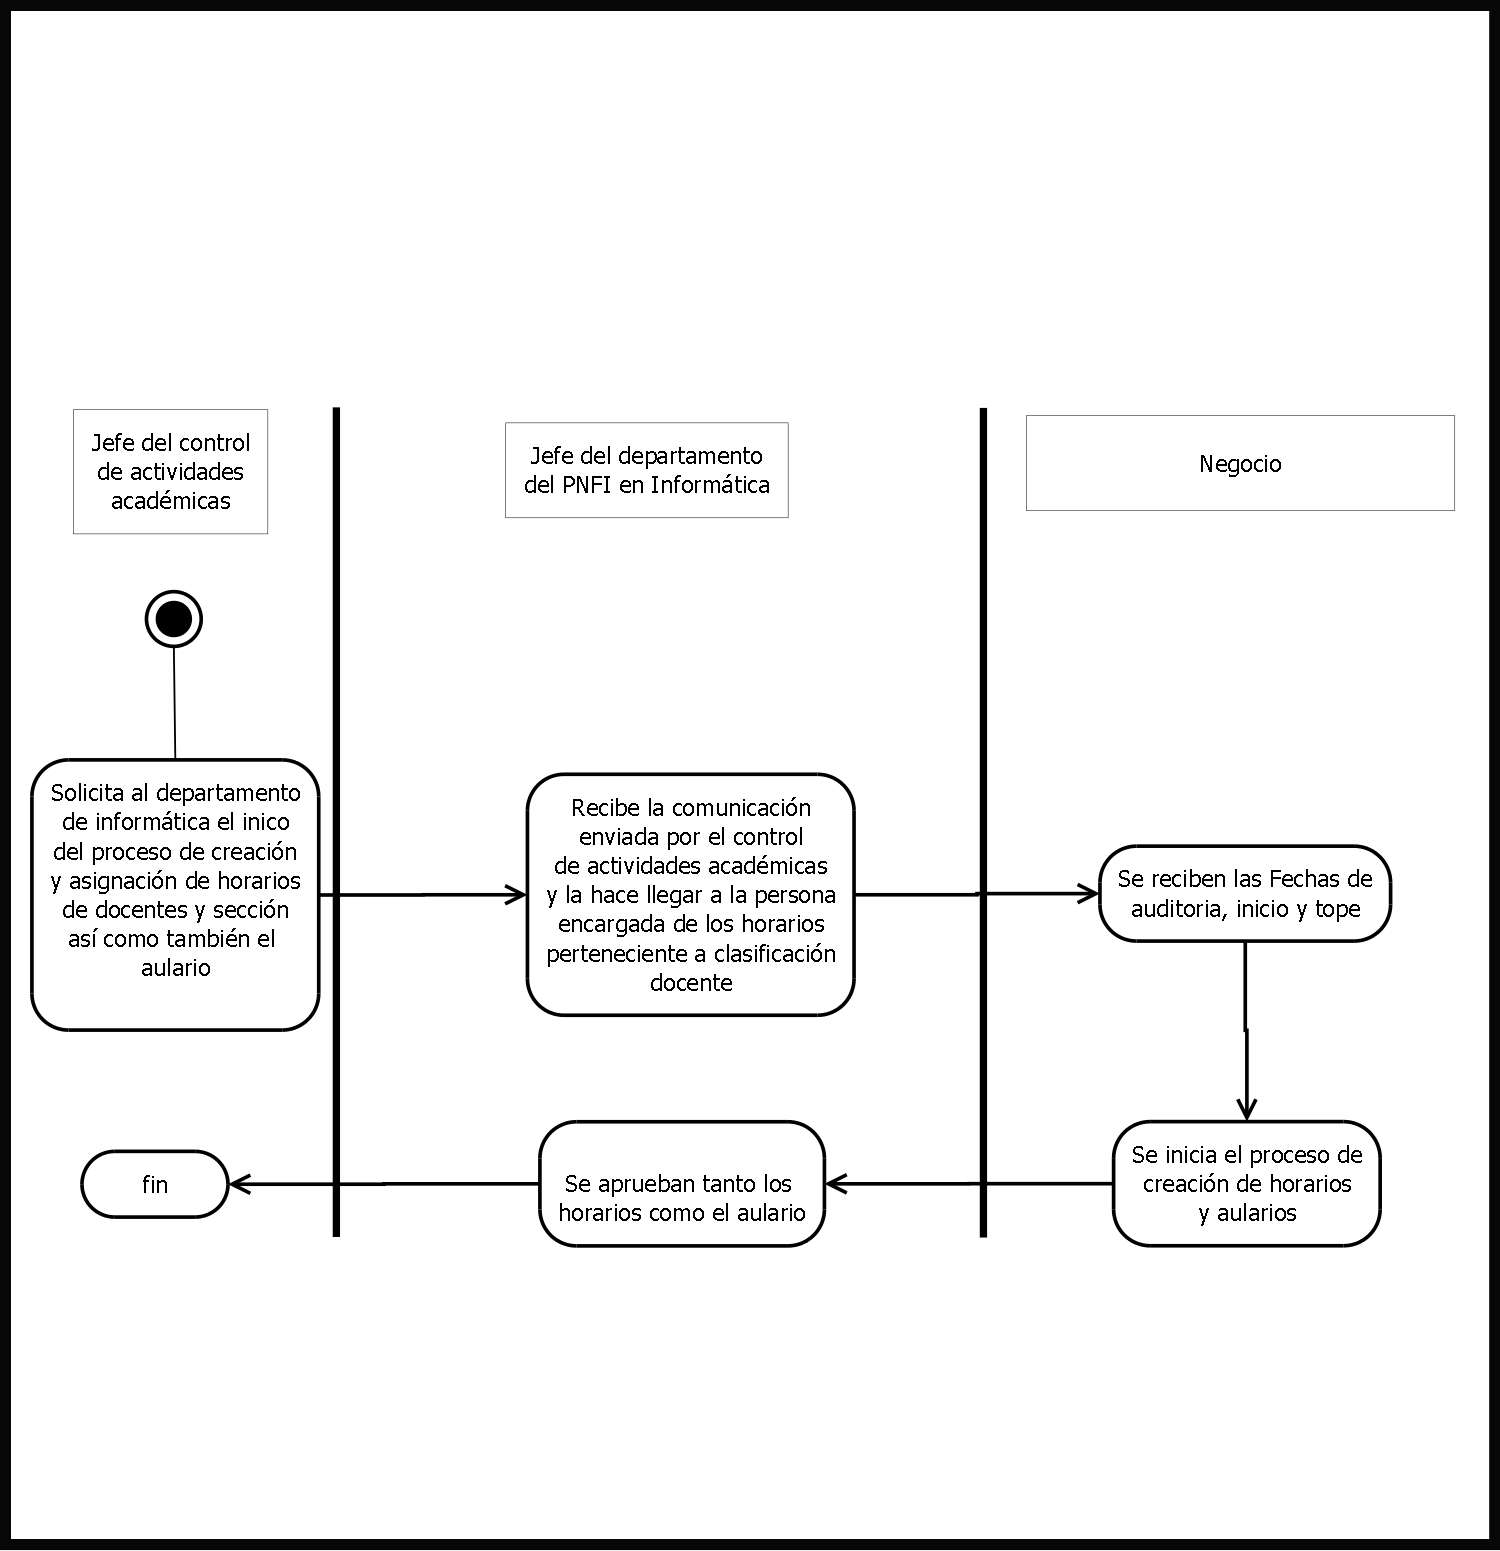 Jefe del control
de actividades
académicas
Jefe del departamento
del PNFI en Informática
Negocio
Solicita al departamento
de informática el inico
del proceso de creación
y asignación de horarios
de docentes y sección
así como también el
aulario
Recibe la comunicación
enviada por el control
de actividades académicas
y la hace llegar a la persona
encargada de los horarios
perteneciente a clasificación
docente
Se reciben las Fechas de
auditoria, inicio y tope
Se inicia el proceso de
creación de horarios
y aularios
Se aprueban tanto los
horarios como el aulario
fin